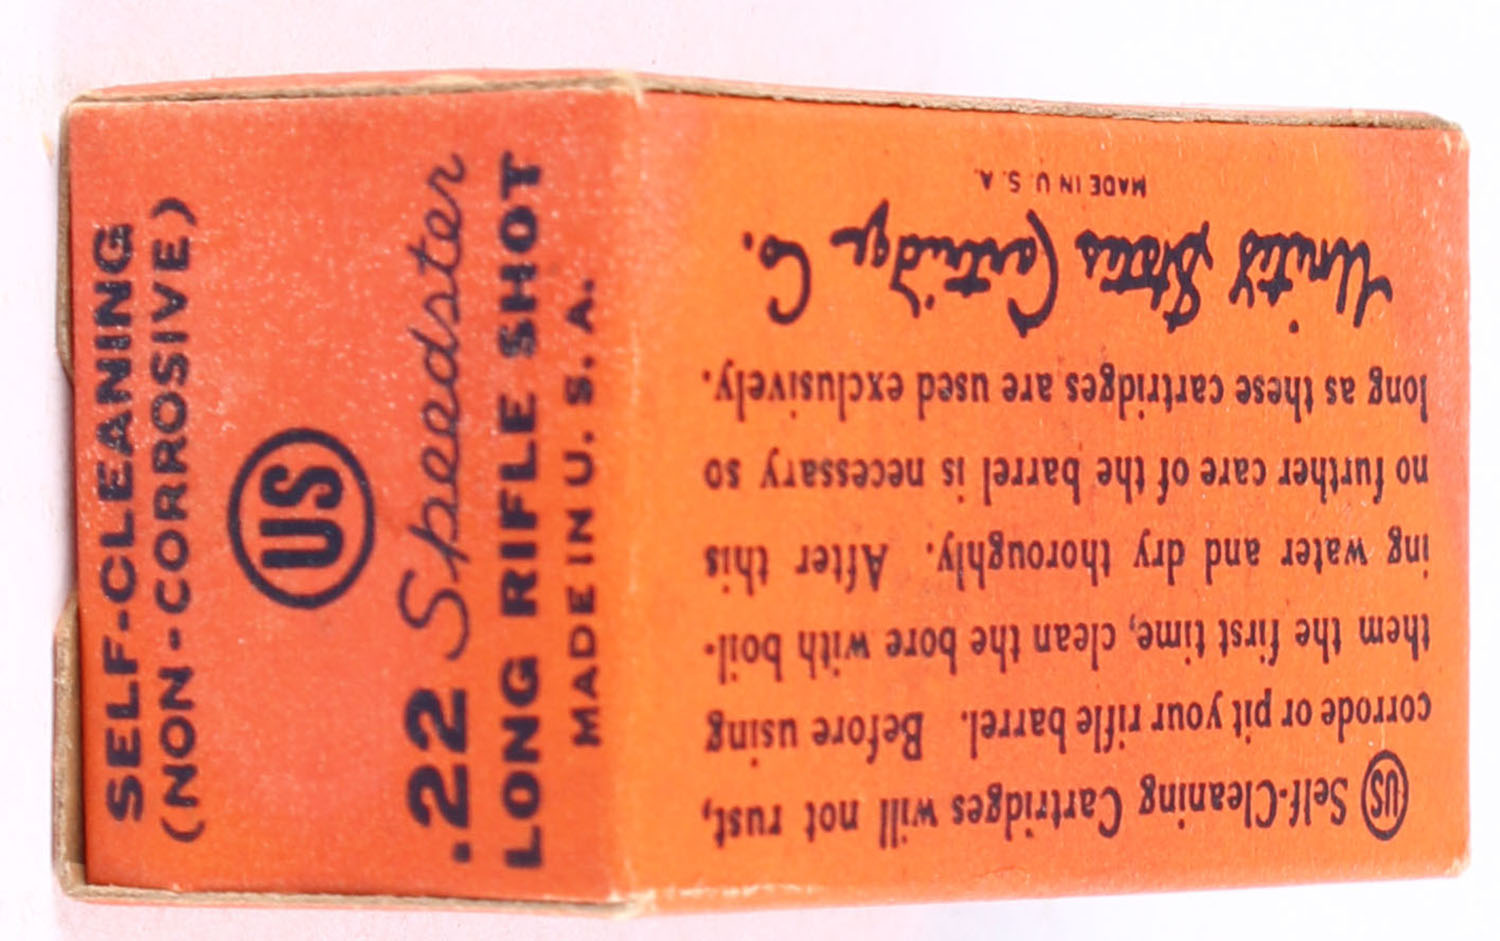 SELF-CLEANING
(NON-CORROSIVE)
US
.22 Speedster
LONG RIFLE SHOT
MADE IN U.S.A.
US Self-Cleaning Cartridges will not rust,
corrode or pit your rifle barrel. Before using
them the first time, clean the bore with boil-
ing water and dry thoroughly. After this
no further care of the barrel is necessary so
long as these cartridges are used exclusively.
United States Cartridge Co.
MADE IN U.S.A.